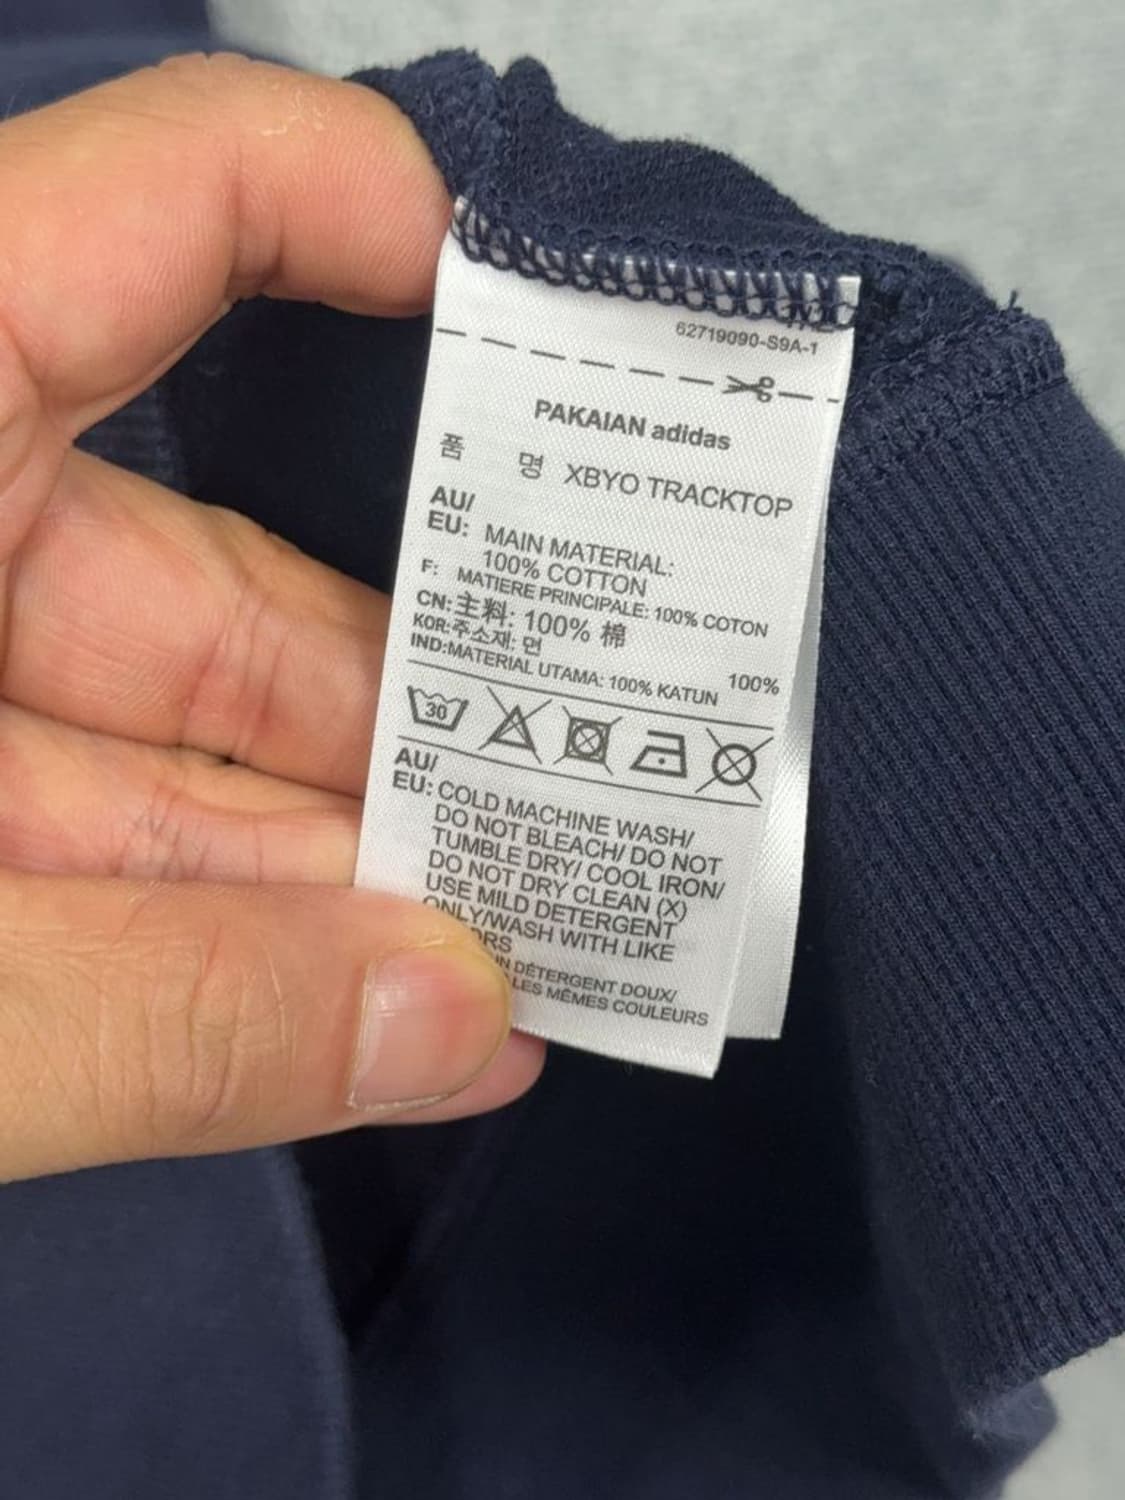 62719090-S9A-1
PAKAIAN adidas
품 명 XBYO TRACKTOP
AU/
EU: MAIN MATERIAL:
100% COTTON
F: MATIERE PRINCIPALE: 100% COTON
CN:主料: 100% 棉
KOR:주소재: 면 100%
IND:MATERIAL UTAMA: 100% KATUN
30
AU/
EU: COLD MACHINE WASH/
DO NOT BLEACH/ DO NOT
TUMBLE DRY/ COOL IRON/
DO NOT DRY CLEAN (X)
USE MILD DETERGENT
ONLY/WASH WITH LIKE
DÉTERGENT DOUX/
LES MÊMES COULEURS